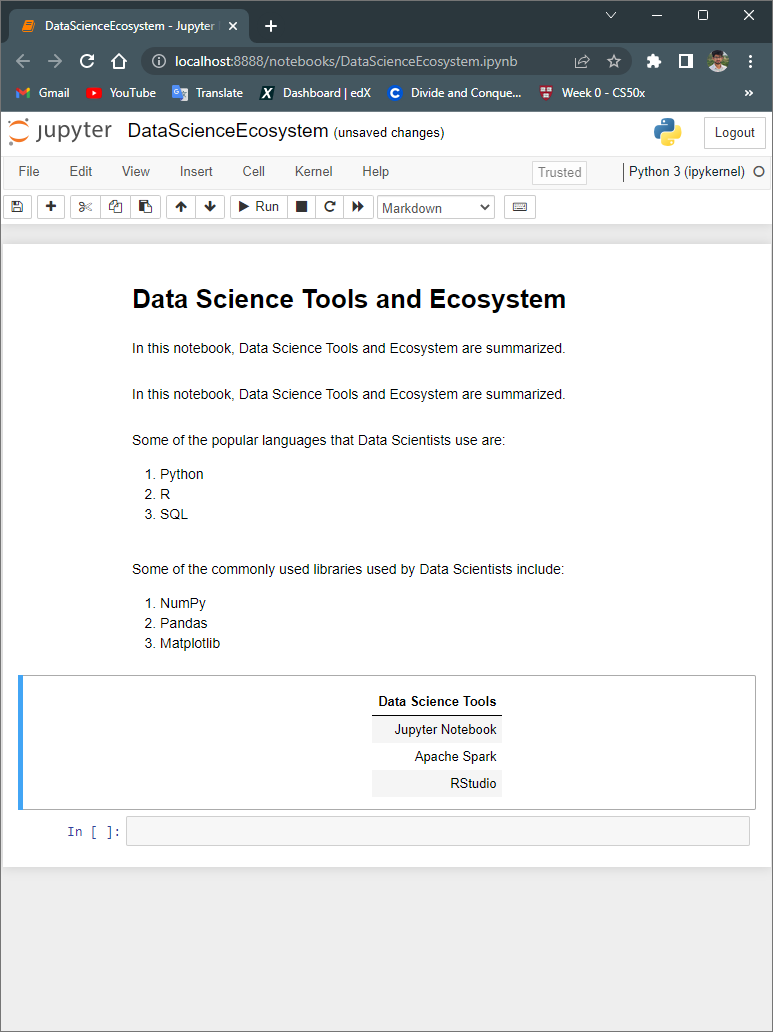 DataScienceEcosystem - Jupyter
localhost:8888/notebooks/DataScienceEcosystem.ipynb
Gmail YouTube Translate Dashboard | edX Divide and Conque... Week 0 - CS50x »
jupyter DataScienceEcosystem (unsaved changes) Logout
File Edit View Insert Cell Kernel Help Trusted Python 3 (ipykernel)
Run Markdown
Data Science Tools and Ecosystem
In this notebook, Data Science Tools and Ecosystem are summarized.
In this notebook, Data Science Tools and Ecosystem are summarized.
Some of the popular languages that Data Scientists use are:
1. Python
2. R
3. SQL
Some of the commonly used libraries used by Data Scientists include:
1. NumPy
2. Pandas
3. Matplotlib
Data Science Tools
Jupyter Notebook
Apache Spark
RStudio
In [ ]: